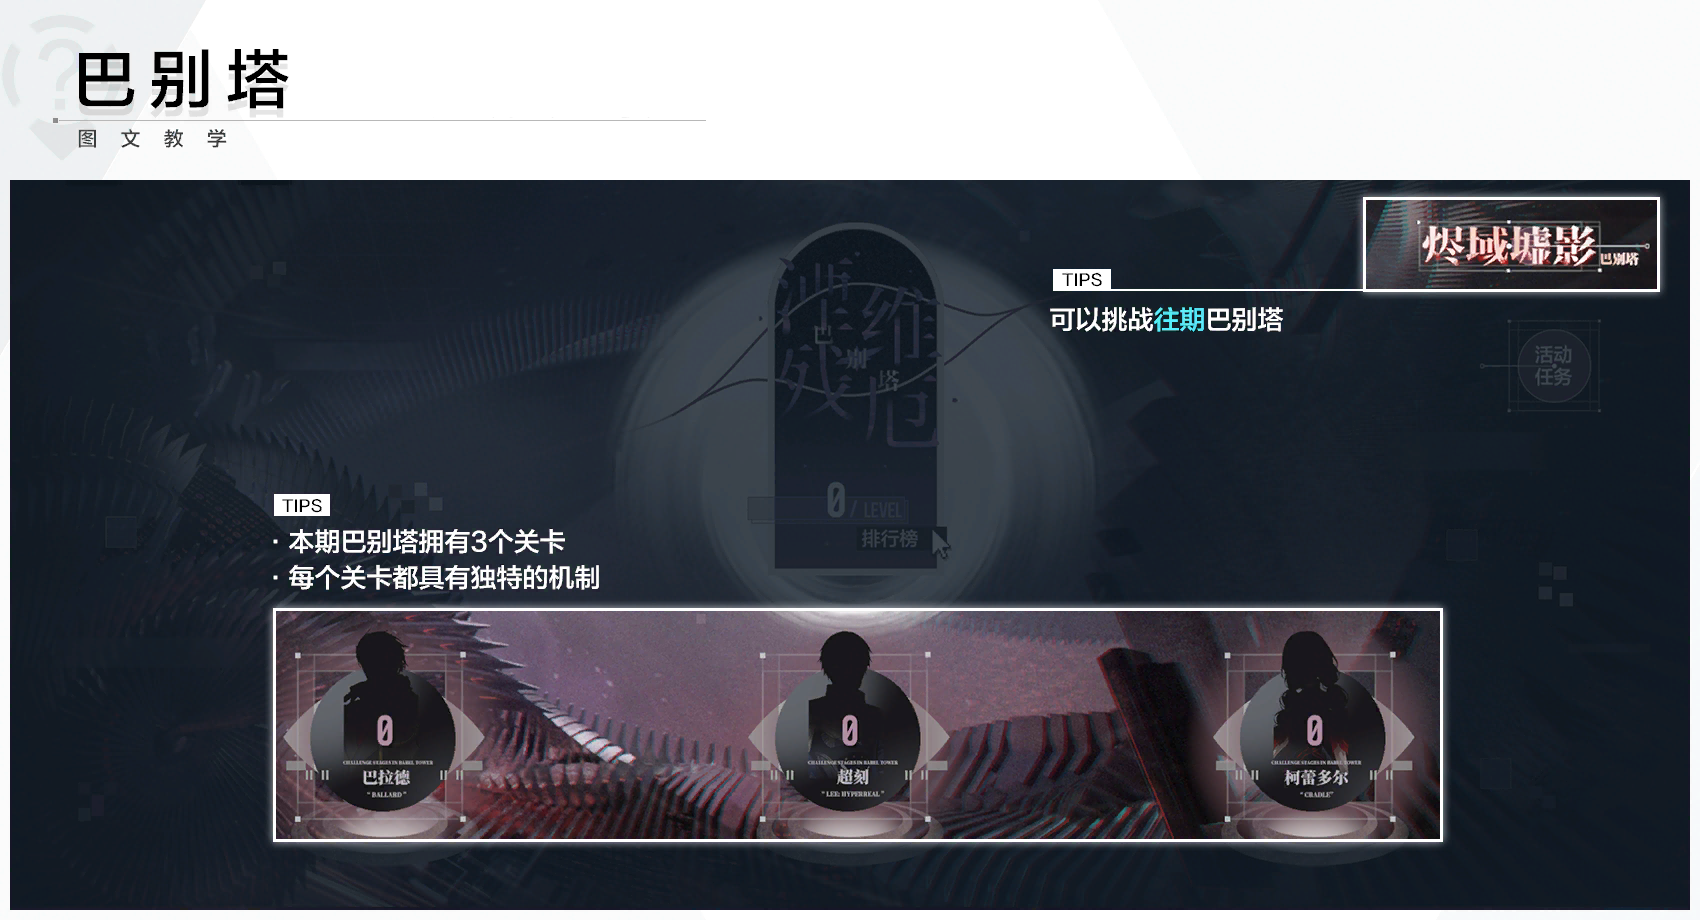 巴别塔
图文教学
烬域墟影
巴别塔
TIPS
可以挑战往期巴别塔
活动
任务
维
厄
巴别塔
0/ LEVEL
排行榜
TIPS
· 本期巴别塔拥有3个关卡
· 每个关卡都具有独特的机制
0
CHALLENGE STAGES IN BABEL TOWER
巴拉德
"BALLARD"
0
CHALLENGE STAGES IN BABEL TOWER
超刻
"LEE: HYPERREAL"
0
CHALLENGE STAGES IN BABEL TOWER
柯蕾多尔
"CRADLE"